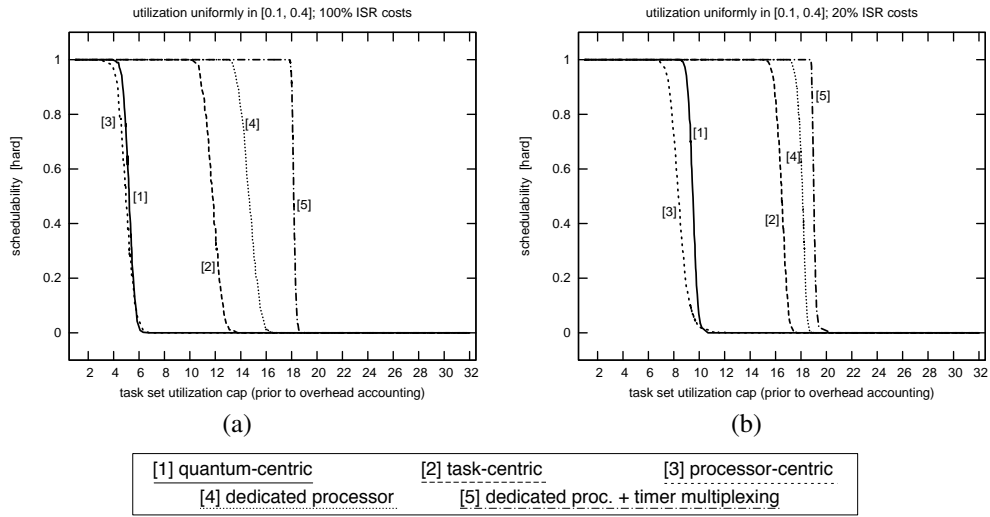 utilization uniformly in [0.1, 0.4]; 100% ISR costs
1
0.8
0.6
0.4
0.2
0
schedulability [hard]
[3]
[4]
[1]
[5]
[2]
2 4 6 8 10 12 14 16 18 20 22 24 26 28 30 32
task set utilization cap (prior to overhead accounting)
(a)
utilization uniformly in [0.1, 0.4]; 20% ISR costs
1
0.8
0.6
0.4
0.2
0
schedulability [hard]
[5]
[1]
[4]
[3]
[2]
2 4 6 8 10 12 14 16 18 20 22 24 26 28 30 32
task set utilization cap (prior to overhead accounting)
(b)
[1] quantum-centric [2] task-centric [3] processor-centric
[4] dedicated processor [5] dedicated proc. + timer multiplexing